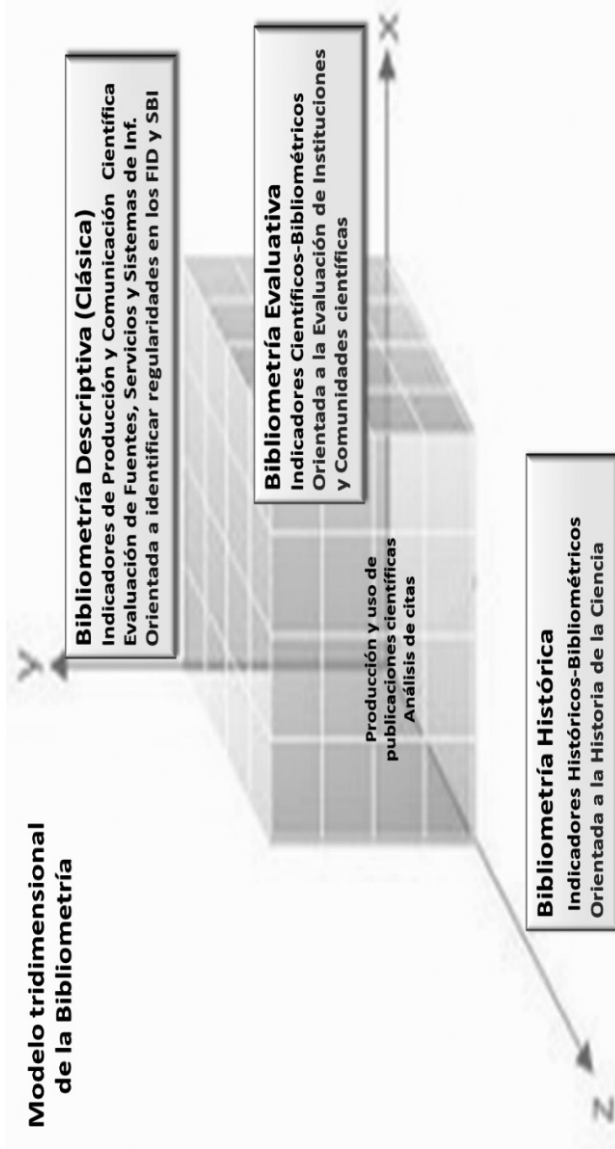 Modelo tridimensional
de la Bibliometría
Y
Bibliometría Descriptiva (Clásica)
Indicadores de Producción y Comunicación Científica
Evaluación de Fuentes, Servicios y Sistemas de Inf.
Orientada a identificar regularidades en los FID y SBI
Bibliometría Evaluativa
Indicadores Científicos-Bibliométricos
Orientada a la Evaluación de Instituciones
y Comunidades científicas
X
Producción y uso de
publicaciones científicas
Análisis de citas
Bibliometría Histórica
Indicadores Históricos-Bibliométricos
Orientada a la Historia de la Ciencia
Z